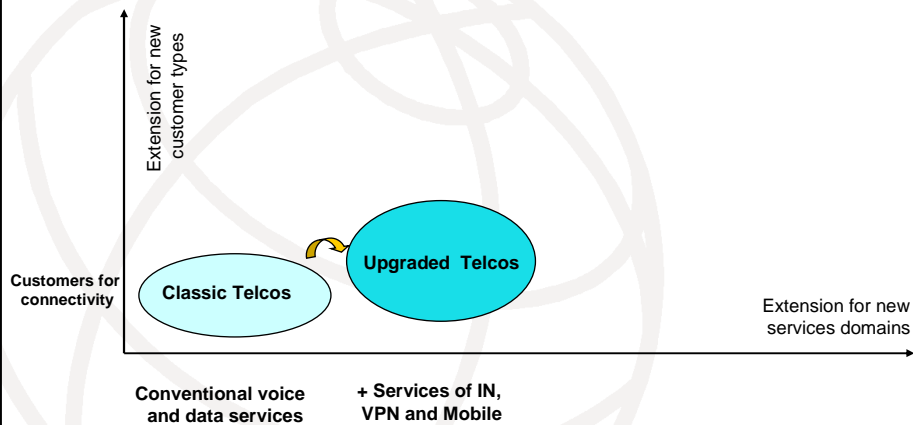 Extension for new
customer types
Upgraded  Telcos
Classic Telcos
Customers for
connectivity
Extension for new
services domains
Conventional voice
and data services
+ Services of IN,
VPN and Mobile